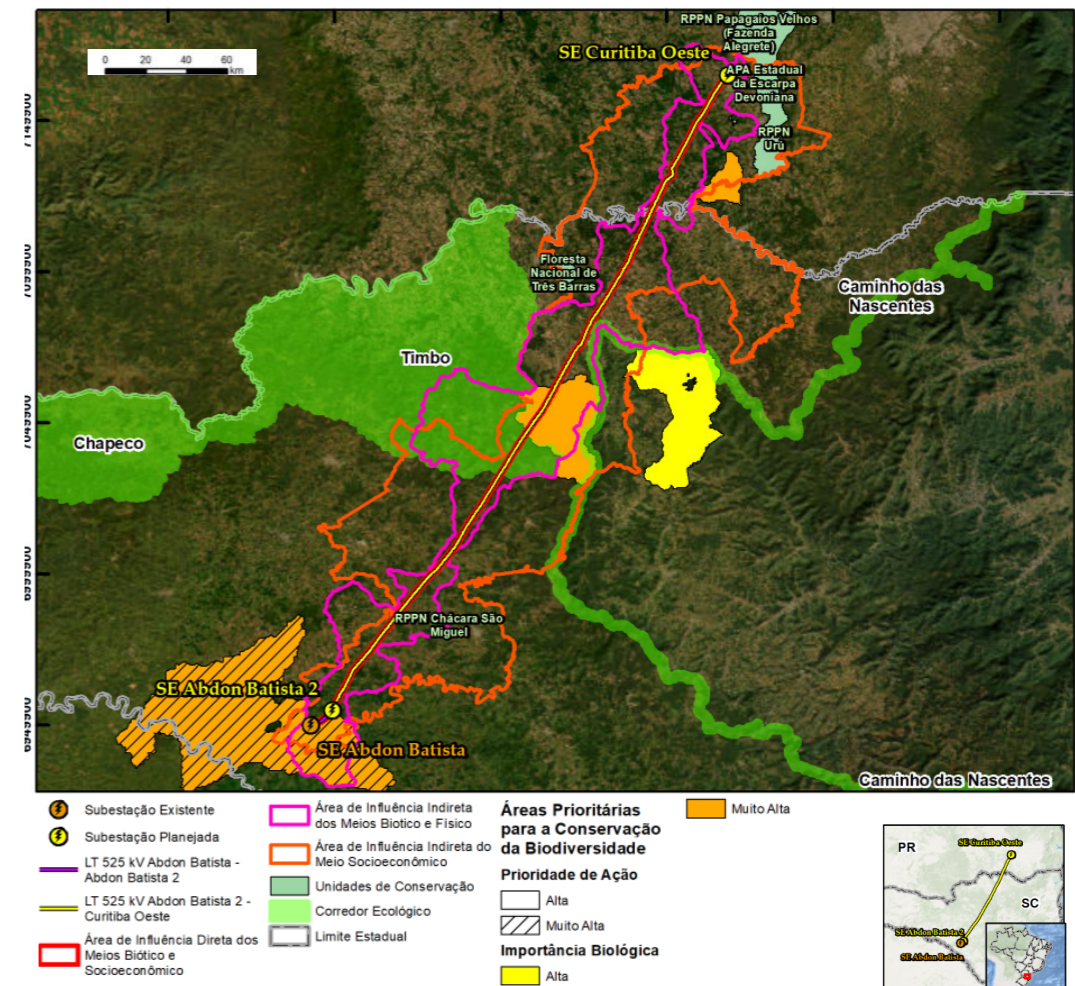 RPPN Papagaios Velhos
(Fazenda
Alegrete)
SE Curitiba Oeste
0 20 40 60
km
APA Estadual
da Escarpa
Devoniana
RPPN
Urú
Floresta
Nacional de
Três Barras
Caminho das
Nascentes
Timbo
Chapeco
RPPN Chácara São
Miguel
SE Abdon Batista 2
SE Abdon Batista
Caminho das Nascentes
Subestação Existente
Subestação Planejada
LT 525 kV Abdon Batista -
Abdon Batista 2
LT 525 kV Abdon Batista 2 -
Curitiba Oeste
Área de Influência Direta dos
Meios Biótico e
Socioeconômico
Área de Influência Indireta
dos Meios Biotico e Físico
Área de Influência Indireta do
Meio Socioeconômico
Unidades de Conservação
Corredor Ecológico
Limite Estadual
Áreas Prioritárias
para a Conservação
da Biodiversidade
Prioridade de Ação
Alta
Muito Alta
Importância Biológica
Alta
Muito Alta
PR
SE Curitiba Oeste
SC
SE Abdon Batista 2
SE Abdon Batista